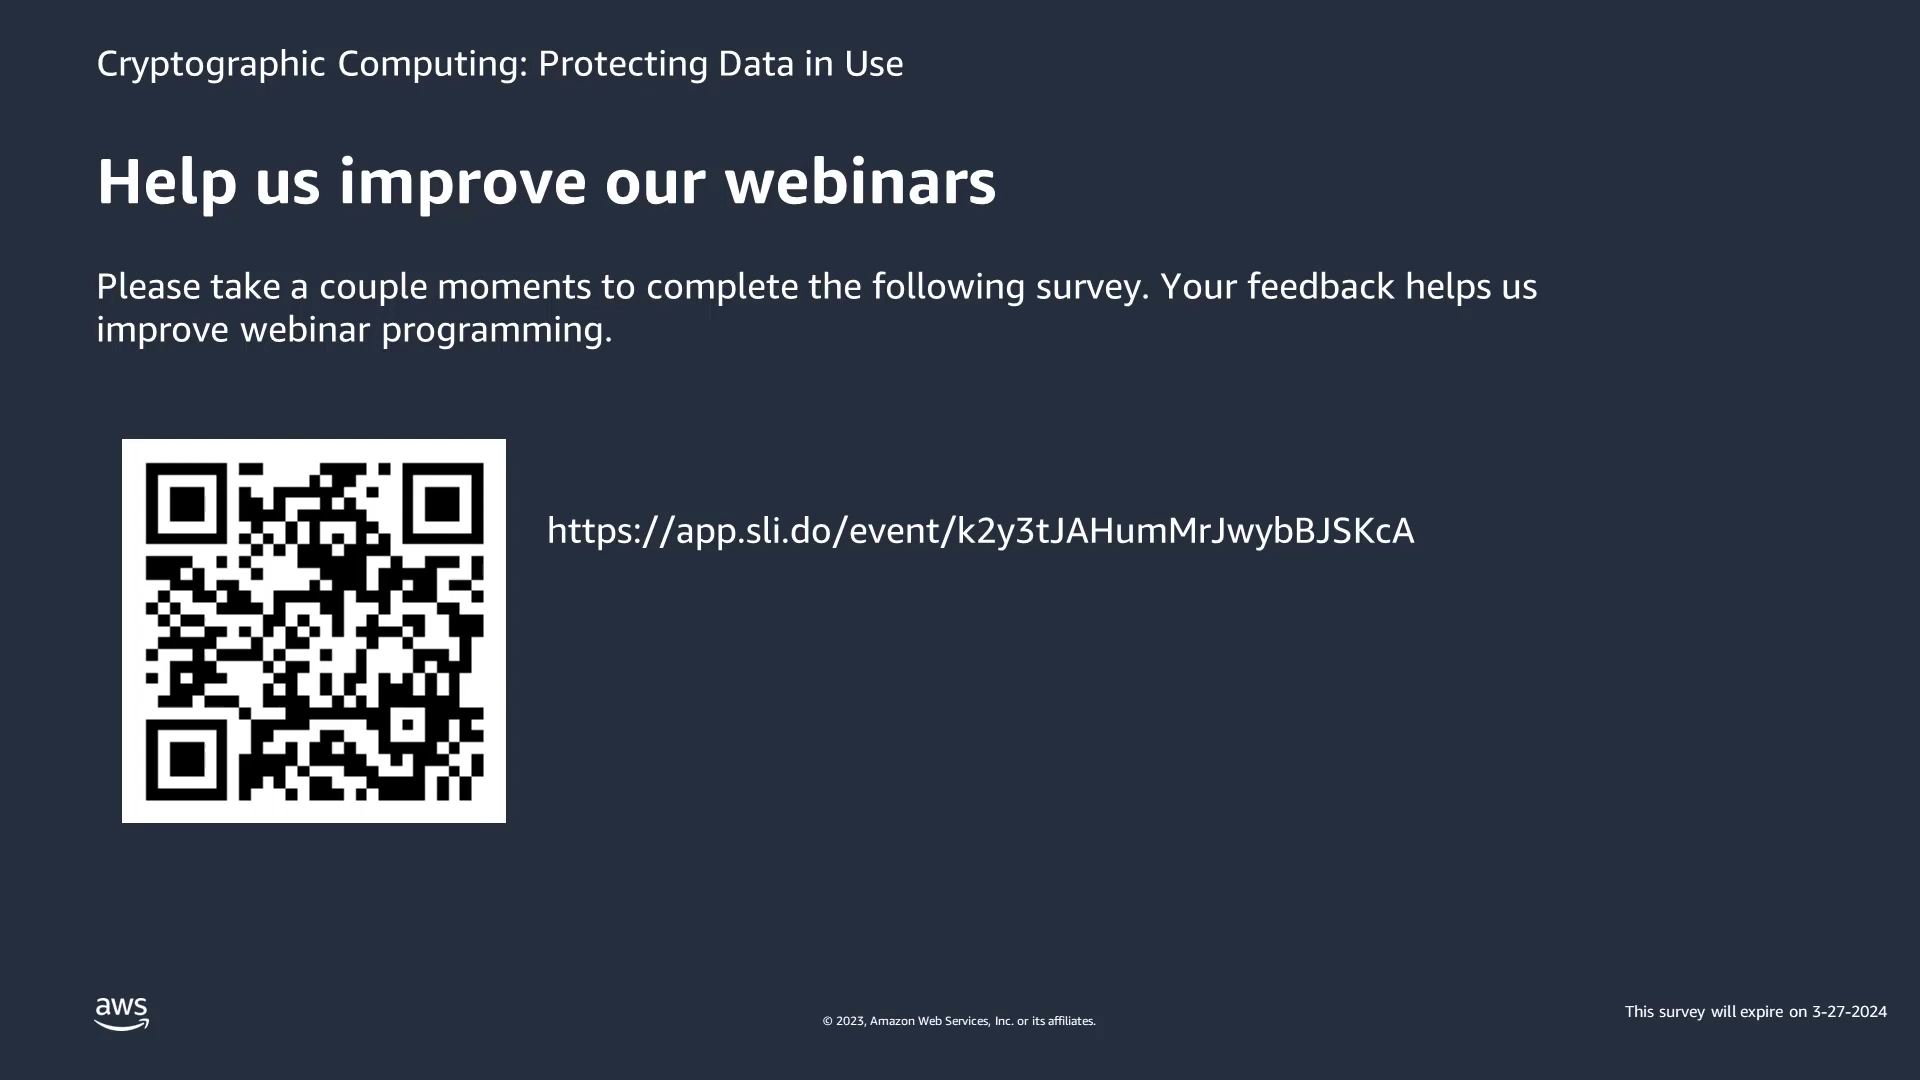 Cryptographic Computing: Protecting Data in Use
Help us improve our webinars
Please take a couple moments to complete the following survey. Your feedback helps us
improve webinar programming.
https://app.sli.do/event/k2y3tJAHumMrJwybBJSKcA
aws
© 2023, Amazon Web Services, Inc. or its affiliates.
This survey will expire on 3-27-2024